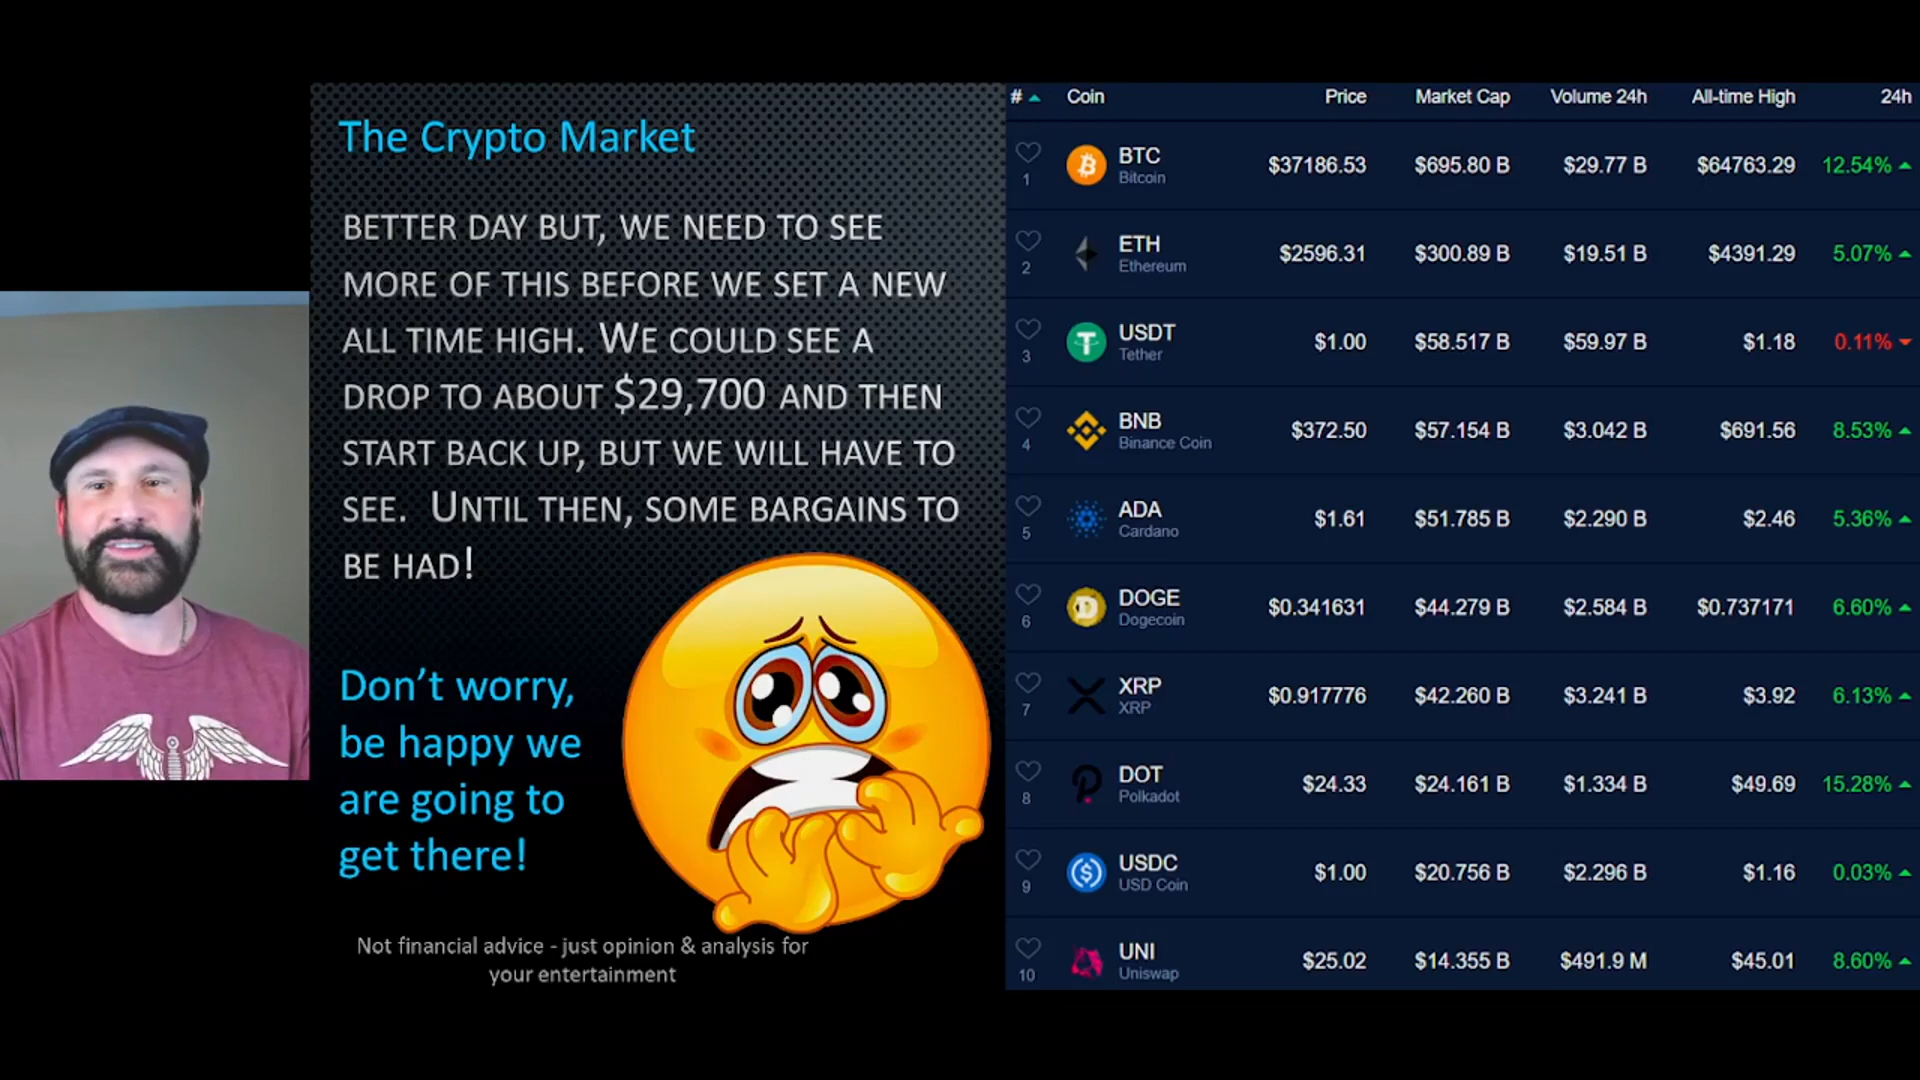 The Crypto Market
BETTER DAY BUT, WE NEED TO SEE
MORE OF THIS BEFORE WE SET A NEW
ALL TIME HIGH. WE COULD SEE A
DROP TO ABOUT $29,700 AND THEN
START BACK UP, BUT WE WILL HAVE TO
SEE. UNTIL THEN, SOME BARGAINS TO
BE HAD!
Don't worry,
be happy we
are going to
get there!
Not financial advice - just opinion & analysis for
your entertainment
# Coin Price Market Cap Volume 24h All-time High 24h
1 BTC Bitcoin $37186.53 $695.80 B $29.77 B $64763.29 12.54%
2 ETH Ethereum $2596.31 $300.89 B $19.51 B $4391.29 5.07%
3 USDT Tether $1.00 $58.517 B $59.97 B $1.18 0.11%
4 BNB Binance Coin $372.50 $57.154 B $3.042 B $691.56 8.53%
5 ADA Cardano $1.61 $51.785 B $2.290 B $2.46 5.36%
6 DOGE Dogecoin $0.341631 $44.279 B $2.584 B $0.737171 6.60%
7 XRP XRP $0.917776 $42.260 B $3.241 B $3.92 6.13%
8 DOT Polkadot $24.33 $24.161 B $1.334 B $49.69 15.28%
9 USDC USD Coin $1.00 $20.756 B $2.296 B $1.16 0.03%
10 UNI Uniswap $25.02 $14.355 B $491.9 M $45.01 8.60%